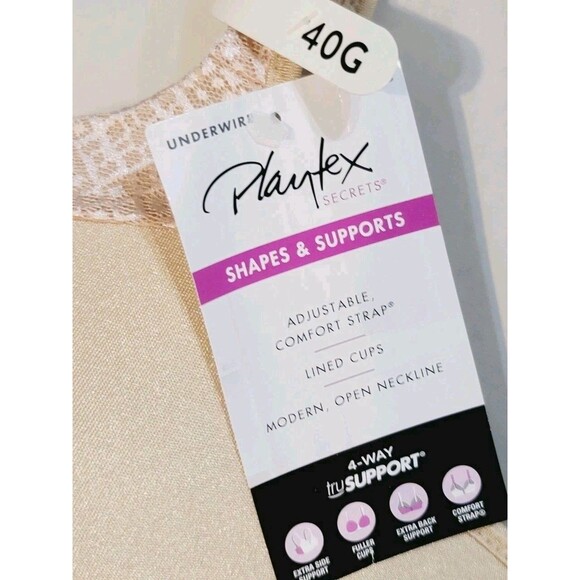 40G
UNDERWIRE
Playtex
SECRETS®
SHAPES & SUPPORTS
ADJUSTABLE,
COMFORT STRAP®
LINED CUPS
MODERN, OPEN NECKLINE
4-WAY
truSUPPORT®
EXTRA SIDE
SUPPORT
FULLER
CUPS
EXTRA BACK
SUPPORT
COMFORT
STRAP®